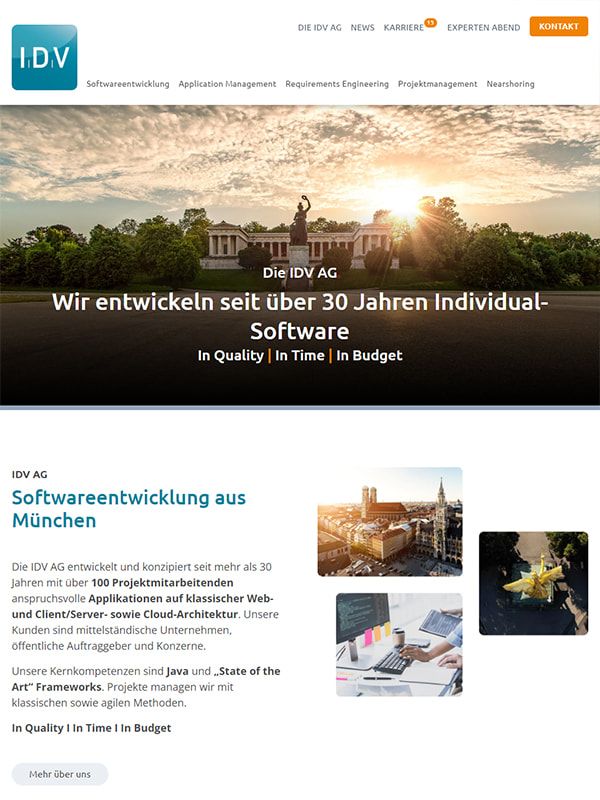 DIE IDV AG NEWS KARRIERE 15 EXPERTEN ABEND KONTAKT
IDV
Softwareentwicklung Application Management Requirements Engineering Projektmanagement Nearshoring
Die IDV AG
Wir entwickeln seit über 30 Jahren Individual-
Software
In Quality | In Time | In Budget
IDV AG
Softwareentwicklung aus
München
Die IDV AG entwickelt und konzipiert seit mehr als 30
Jahren mit über 100 Projektmitarbeitenden
anspruchsvolle Applikationen auf klassischer Web-
und Client/Server- sowie Cloud-Architektur. Unsere
Kunden sind mittelständische Unternehmen,
öffentliche Auftraggeber und Konzerne.
Unsere Kernkompetenzen sind Java und „State of the
Art“ Frameworks. Projekte managen wir mit
klassischen sowie agilen Methoden.
In Quality I In Time I In Budget
Mehr über uns